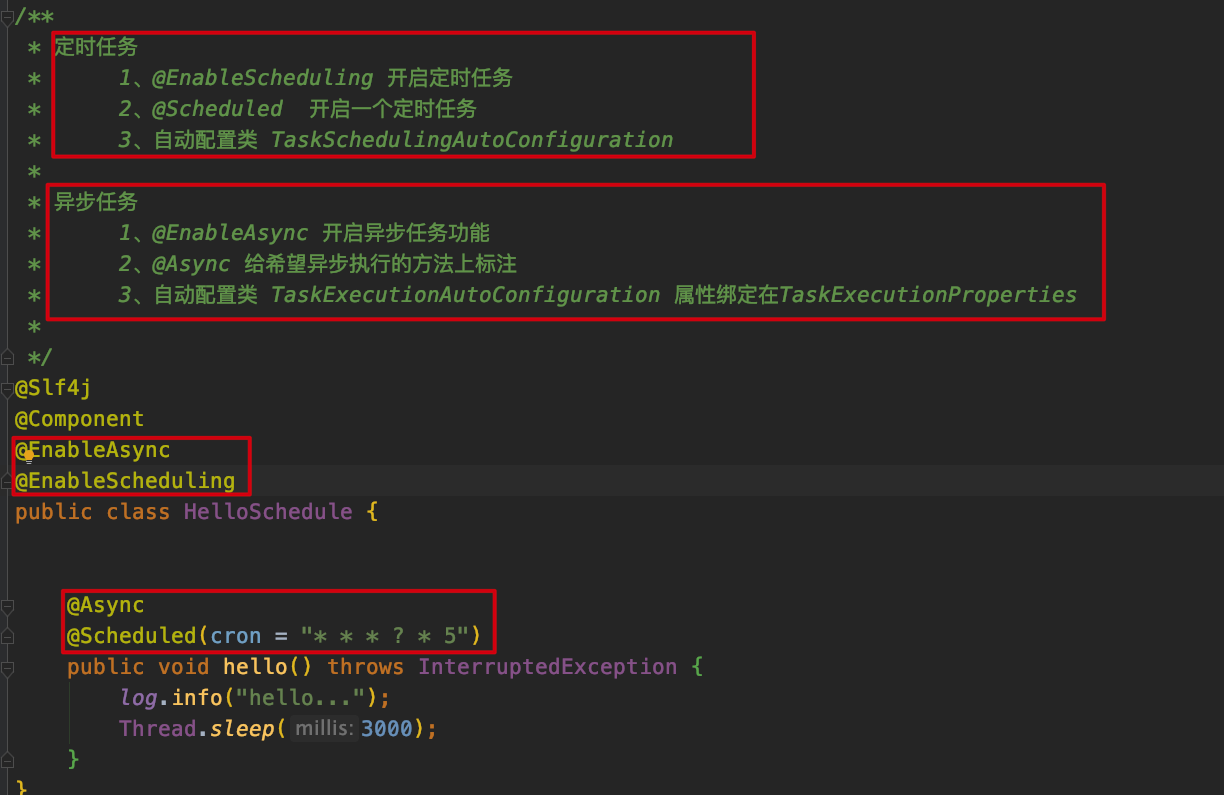 /**
* 定时任务
* 1、@EnableScheduling 开启定时任务
* 2、@Scheduled 开启一个定时任务
* 3、自动配置类 TaskSchedulingAutoConfiguration
*
* 异步任务
* 1、@EnableAsync 开启异步任务功能
* 2、@Async 给希望异步执行的方法上标注
* 3、自动配置类 TaskExecutionAutoConfiguration 属性绑定在TaskExecutionProperties
*
*/
@Slf4j
@Component
@EnableAsync
@EnableScheduling
public class HelloSchedule {
@Async
@Scheduled(cron = "* * * ? * 5")
public void hello() throws InterruptedException {
log.info("hello...");
Thread.sleep( millis: 3000);
}
}